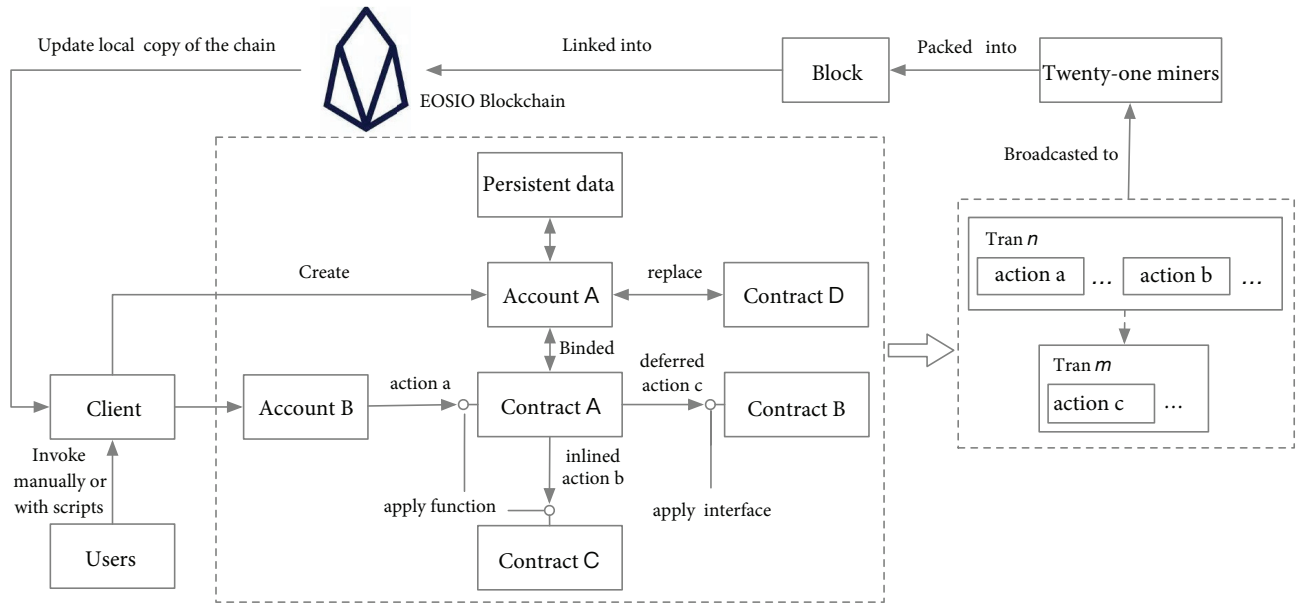 Update local copy of the chain
Linked into
Packed into
Block
Twenty-one miners
EOSIO Blockchain
Broadcasted to
Persistent data
Tran n
action a
...
action b
...
Create
replace
Account A
Contract D
Binded
deferred
action c
Tran m
action c
...
action a
Client
Account B
Contract A
Contract B
Invoke
manually or
with scripts
inlined
action b
apply function
apply interface
Users
Contract C